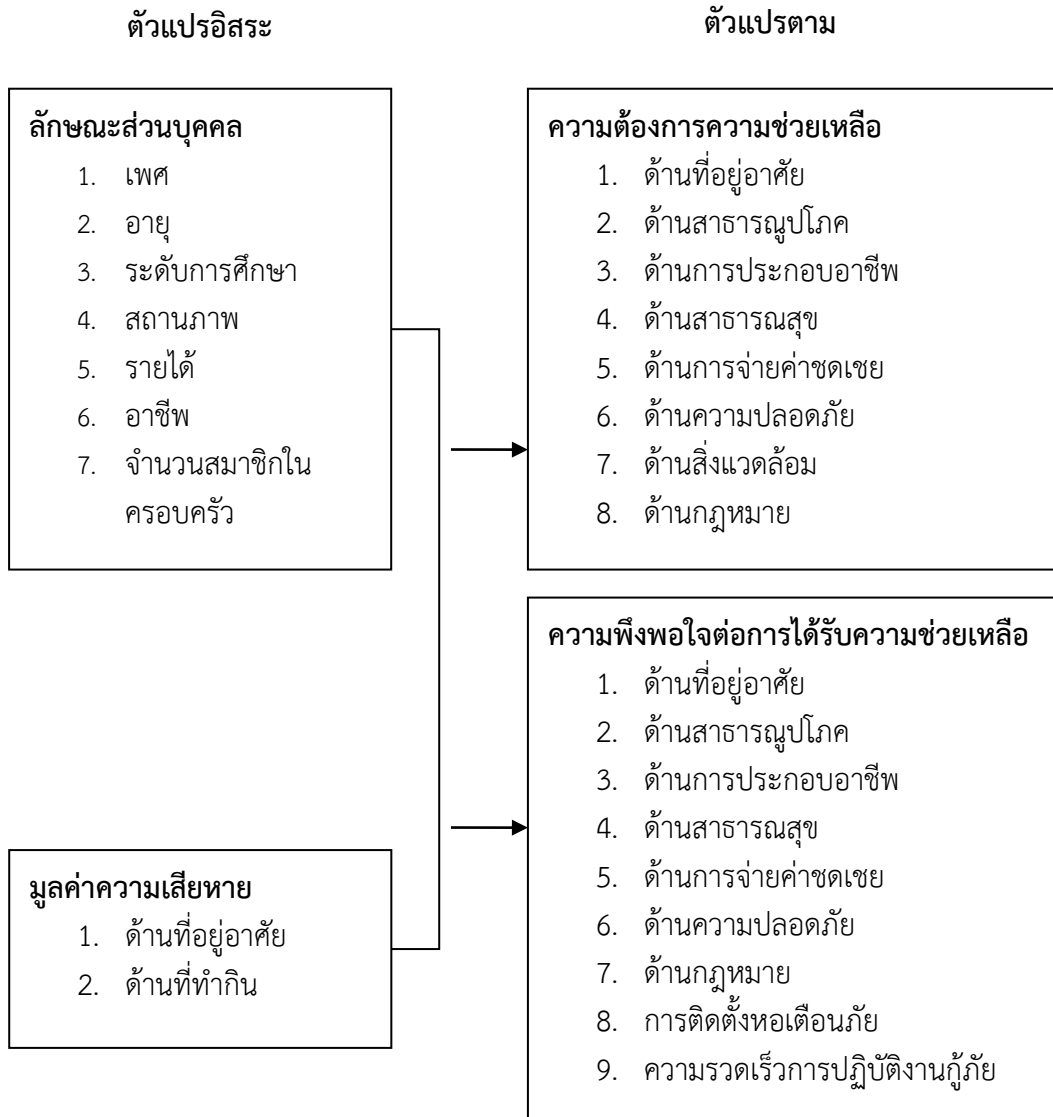 ตัวแปรอิสระ
ตัวแปรตาม
ลักษณะส่วนบุคคล
1. เพศ
2. อายุ
3. ระดับการศึกษา
4. สถานภาพ
5. รายได้
6. อาชีพ
7. จำนวนสมาชิกใน
ครอบครัว
มูลค่าความเสียหาย
1. ด้านที่อยู่อาศัย
2. ด้านที่ทำกิน
ความต้องการความช่วยเหลือ
1. ด้านที่อยู่อาศัย
2. ด้านสาธารณูปโภค
3. ด้านการประกอบอาชีพ
4. ด้านสาธารณสุข
5. ด้านการจ่ายค่าชดเชย
6. ด้านความปลอดภัย
7. ด้านสิ่งแวดล้อม
8. ด้านกฎหมาย
ความพึงพอใจต่อการได้รับความช่วยเหลือ
1. ด้านที่อยู่อาศัย
2. ด้านสาธารณูปโภค
3. ด้านการประกอบอาชีพ
4. ด้านสาธารณสุข
5. ด้านการจ่ายค่าชดเชย
6. ด้านความปลอดภัย
7. ด้านกฎหมาย
8. การติดตั้งหอเตือนภัย
9. ความรวดเร็วการปฏิบัติงานกู้ภัย